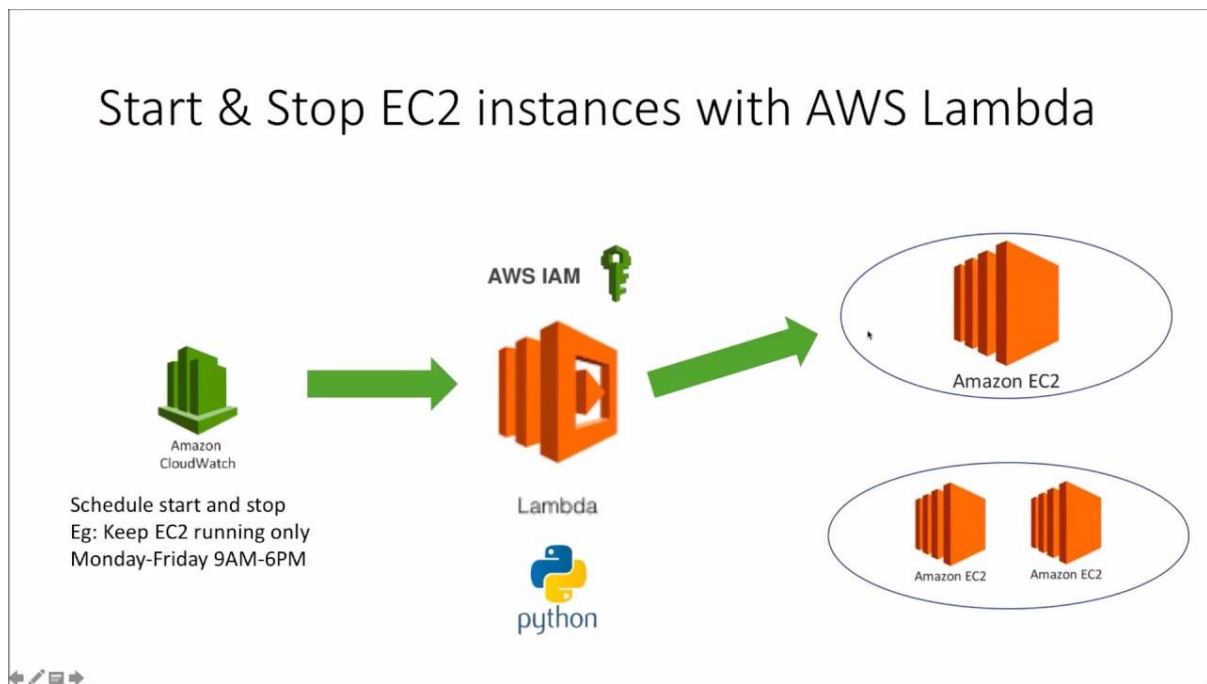 Start & Stop EC2 instances with AWS Lambda
AWS IAM
Amazon EC2
Amazon
CloudWatch
Schedule start and stop
Eg: Keep EC2 running only
Monday-Friday 9AM-6PM
Lambda
python
Amazon EC2
Amazon EC2